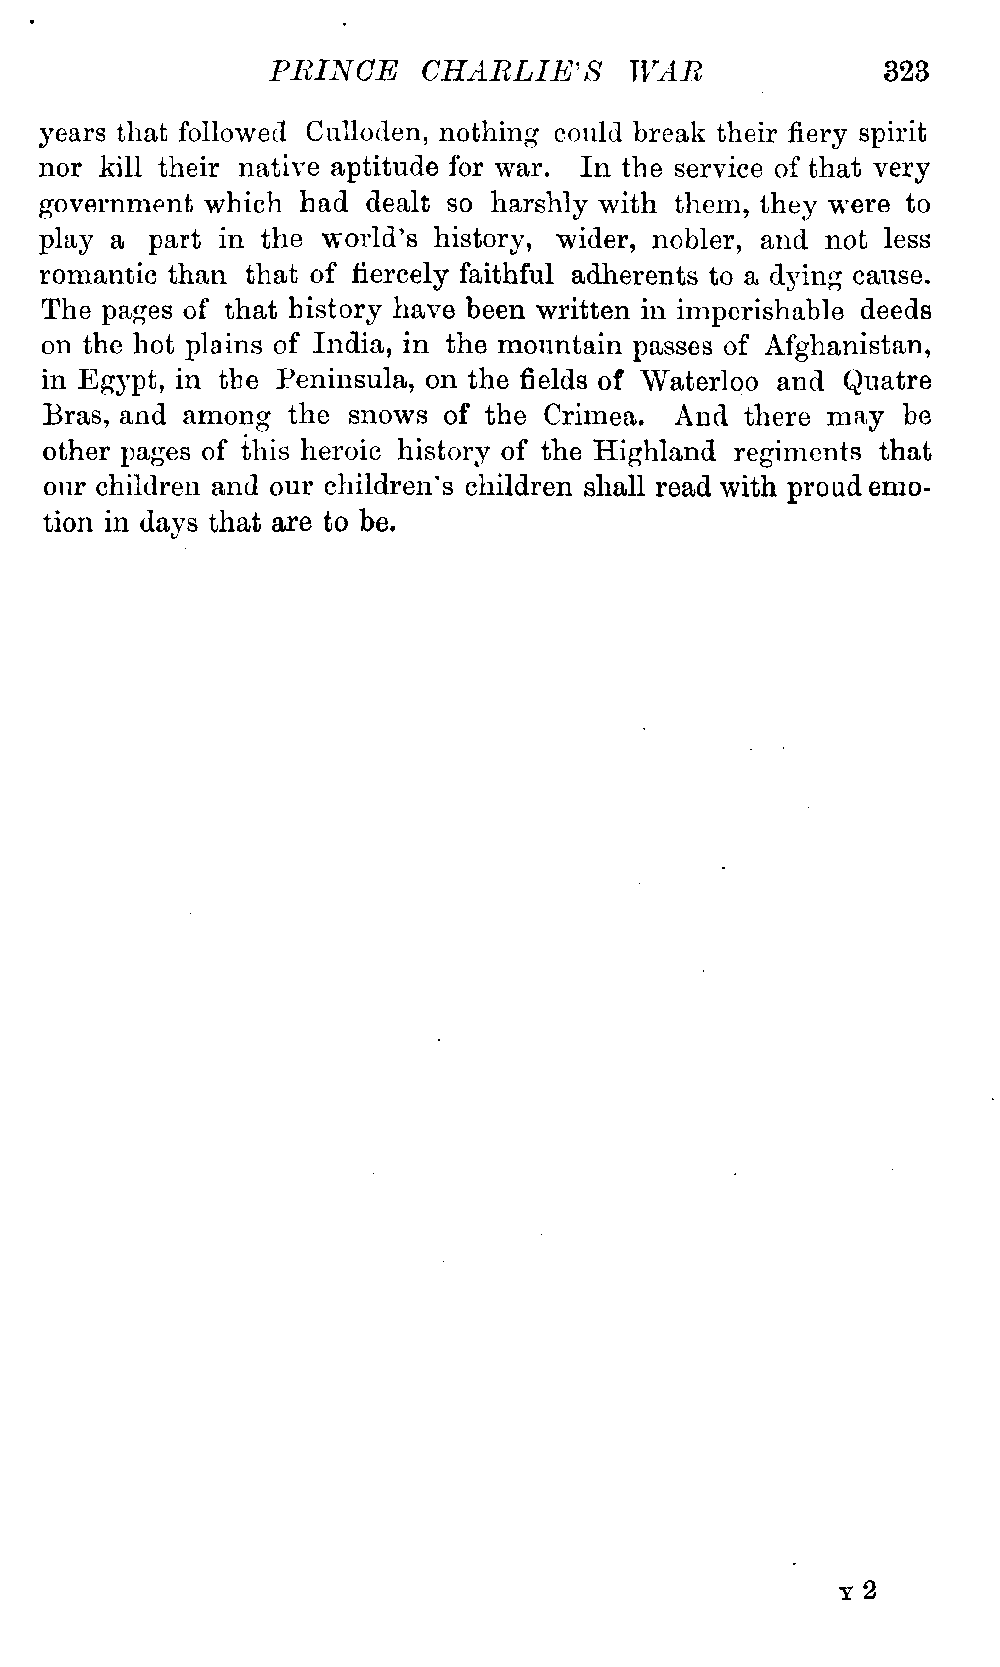 PRINCE CHARLIE'S WAR 323
years that followed Culloden, nothing could break their fiery spirit
nor kill their native aptitude for war. In the service of that very
government which had dealt so harshly with them, they were to
play a part in the world's history, wider, nobler, and not less
romantic than that of fiercely faithful adherents to a dying cause.
The pages of that history have been written in imperishable deeds
on the hot plains of India, in the mountain passes of Afghanistan,
in Egypt, in the Peninsula, on the fields of Waterloo and Quatre
Bras, and among the snows of the Crimea. And there may be
other pages of this heroic history of the Highland regiments that
our children and our children's children shall read with proud emo-
tion in days that are to be.
Y 2